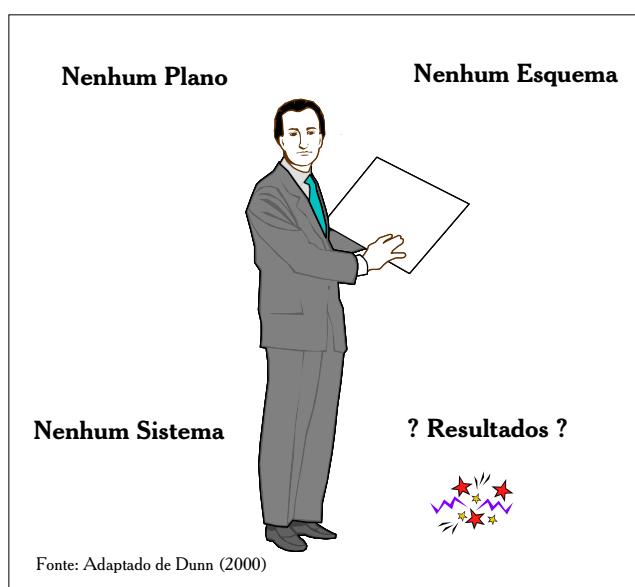 Nenhum Plano
Nenhum Esquema
Nenhum Sistema
? Resultados ?
Fonte: Adaptado de Dunn (2000)